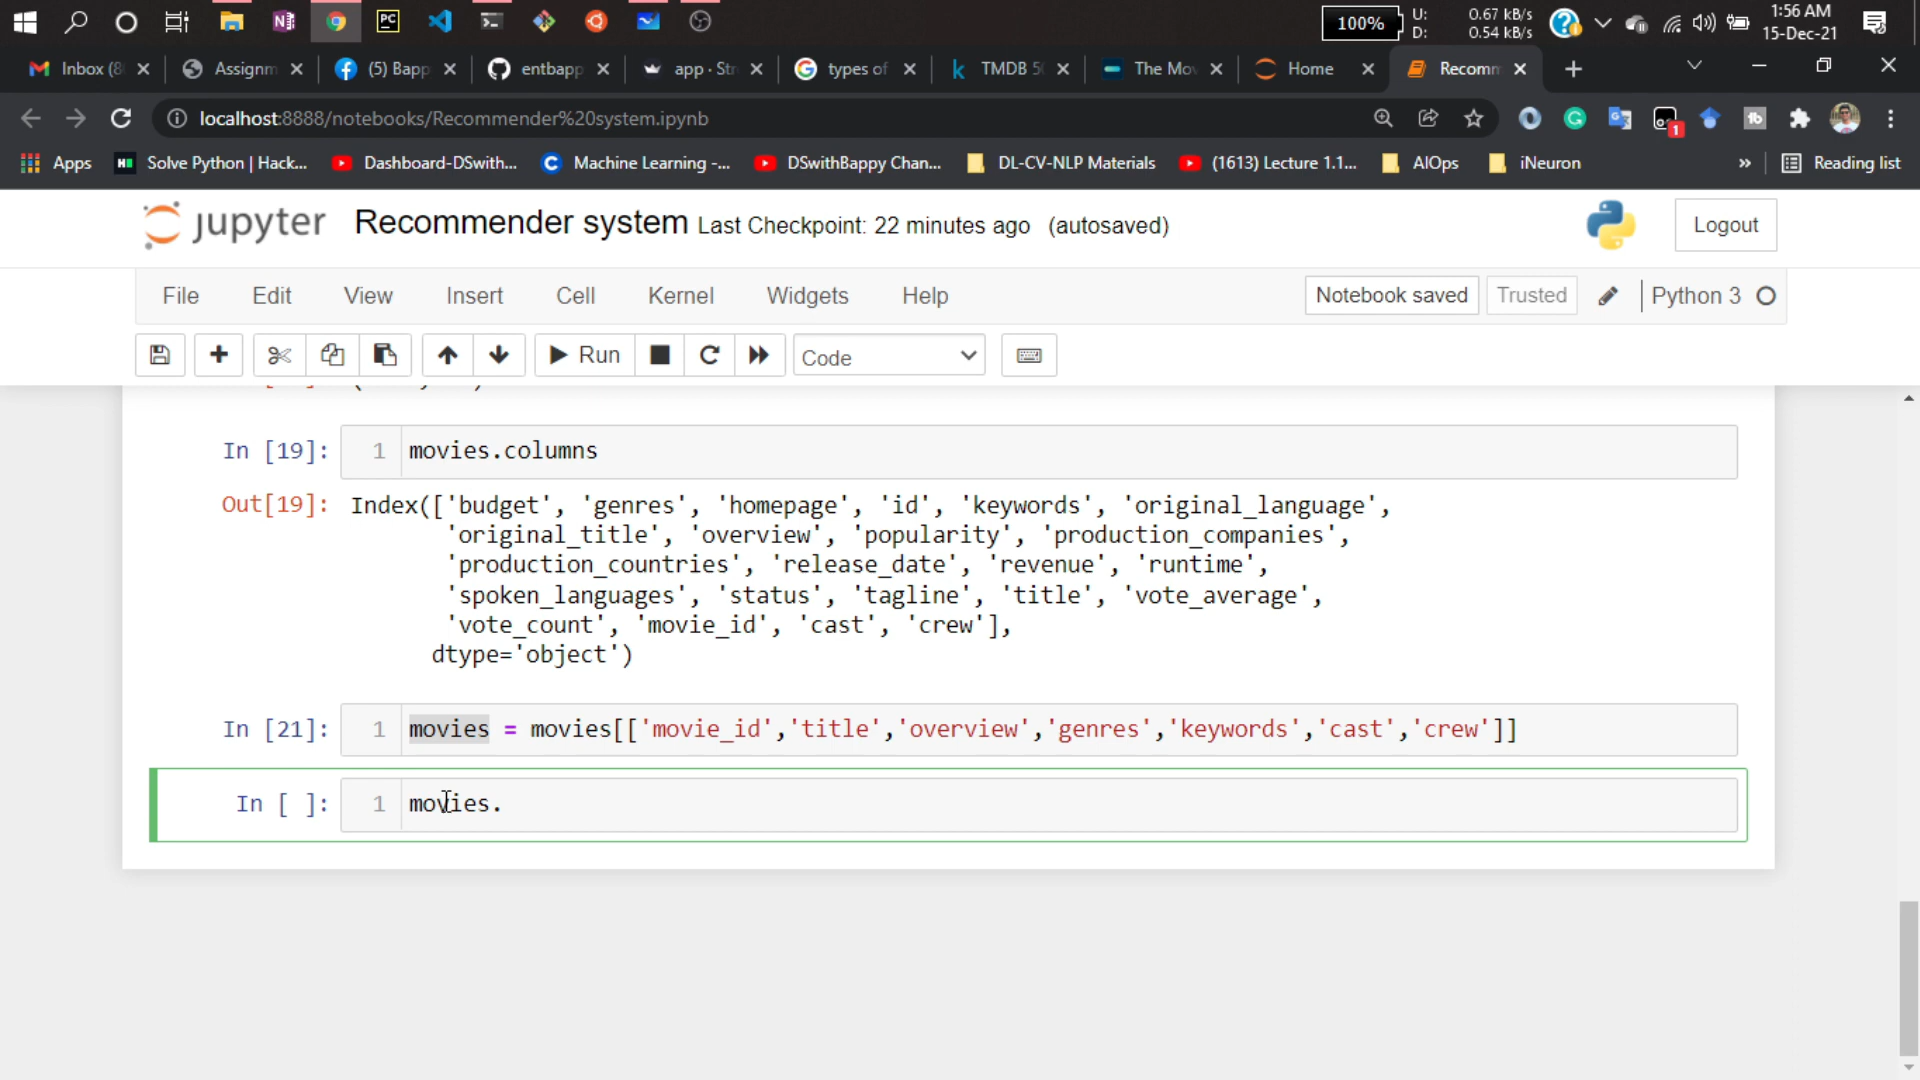 100% U: 0.67 kB/s 1:56 AM
D: 0.54 kB/s 15-Dec-21
Inbox (8 Assignm (5) Bapp entbapp app · Str types of TMDB 5 The Mov Home Recomm
localhost:8888/notebooks/Recommender%20system.ipynb
Apps Solve Python | Hack... Dashboard-DSwith... Machine Learning -... DSwithBappy Chan... DL-CV-NLP Materials (1613) Lecture 1.1... AIOps iNeuron » Reading list
jupyter Recommender system Last Checkpoint: 22 minutes ago (autosaved) Logout
File Edit View Insert Cell Kernel Widgets Help Notebook saved Trusted Python 3
Run Code
In [19]: 1 movies.columns
Out[19]: Index(['budget', 'genres', 'homepage', 'id', 'keywords', 'original_language',
'original_title', 'overview', 'popularity', 'production_companies',
'production_countries', 'release_date', 'revenue', 'runtime',
'spoken_languages', 'status', 'tagline', 'title', 'vote_average',
'vote_count', 'movie_id', 'cast', 'crew'],
dtype='object')
In [21]: 1 movies = movies[['movie_id','title','overview','genres','keywords','cast','crew']]
In [ ]: 1 movies.